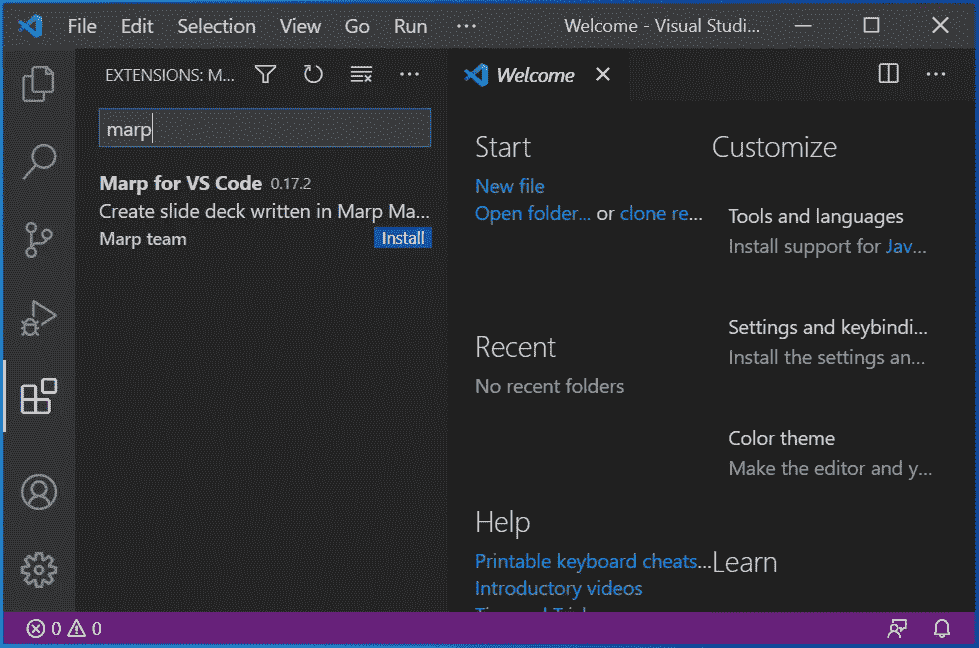 File Edit Selection View Go Run ··· Welcome - Visual Studi...
EXTENSIONS: M...
marp
Marp for VS Code 0.17.2
Create slide deck written in Marp Ma...
Marp team Install
Welcome
Start
New file
Open folder... or clone re...
Recent
No recent folders
Help
Printable keyboard cheats...
Introductory videos
Customize
Tools and languages
Install support for Jav...
Settings and keybindi...
Install the settings an...
Color theme
Make the editor and y...
Learn
0 0